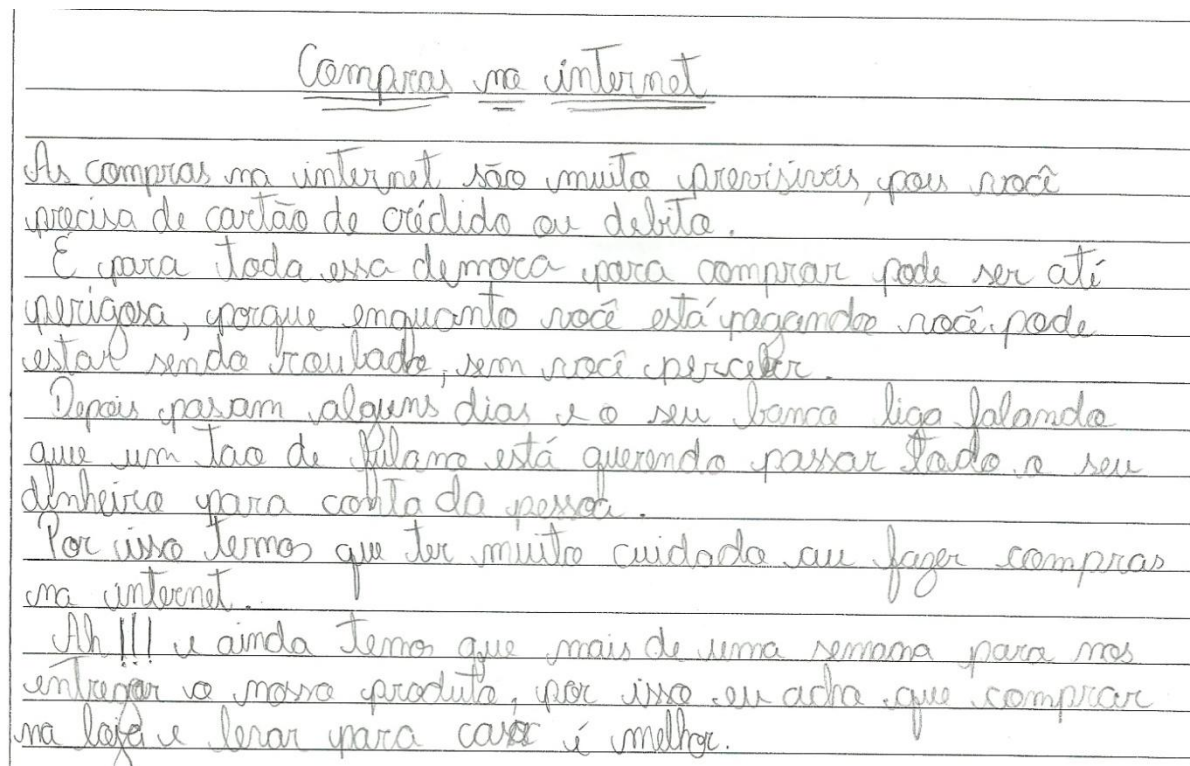 Compras na internet
As compras na internet são muito previsiveis, pou você
precisa de cartão de crédido ou debito.
E para toda essa demora para comprar pode ser até
perigosa, porque enquanto você está pagando você pode
estar sendo roubado, sem você perceber.
Depois pasam alguns dias e o seu banco liga falando
que um tao de fulano está querendo passar todo o seu
dinheiro para conta da pessoa.
Por isso temos que ter muito cuidado au fazer compras
na internet.
Ah!!! e ainda temos que mais de uma semana para nos
entregar o nosso produto, por isso eu acho que comprar
na loja e levar para casa é melhor.